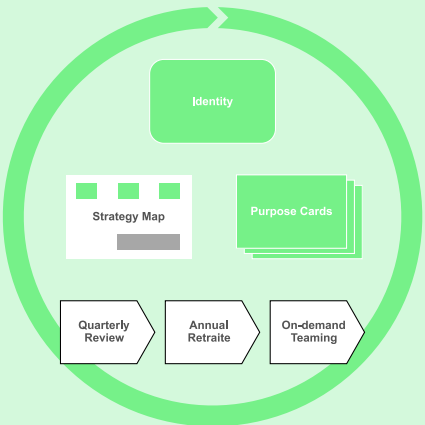 Identity
Strategy Map
Purpose Cards
Quarterly
Review
Annual
Retraite
On-demand
Teaming